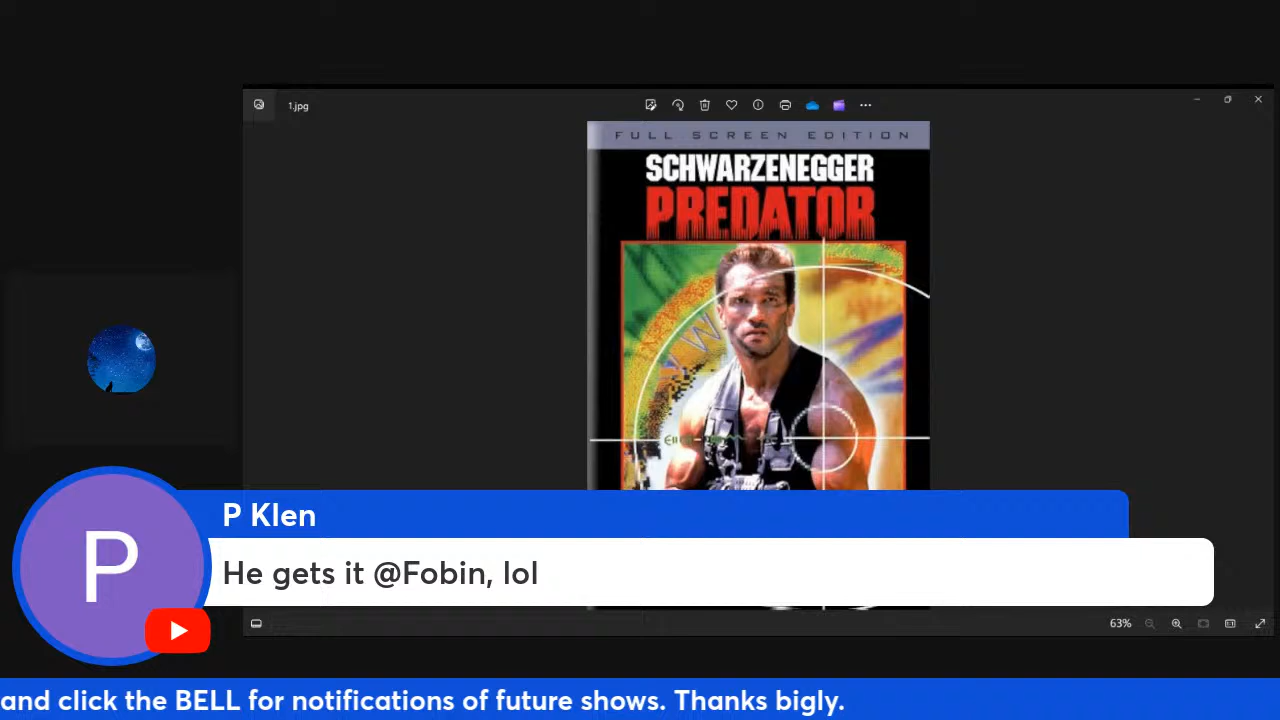 1.jpg
FULL SCREEN EDITION
SCHWARZENEGGER
PREDATOR
P
P Klen
He gets it @Fobin, lol
63%
and click the BELL for notifications of future shows. Thanks bigly.